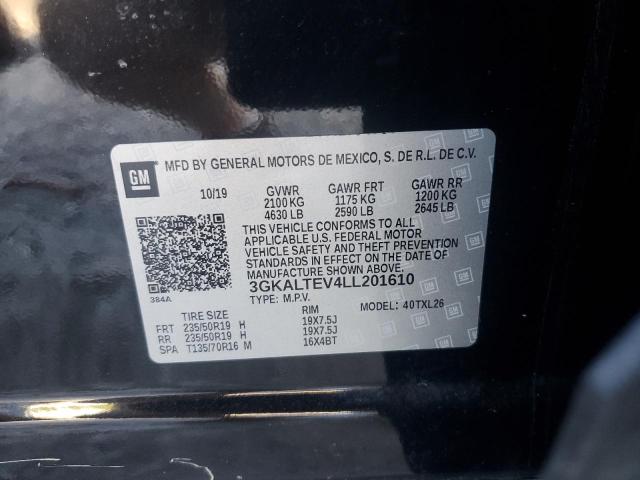 GM
MFD BY GENERAL MOTORS DE MEXICO, S. DE R.L. DE C.V.
10/19 GVWR GAWR FRT GAWR RR
2100 KG 1175 KG 1200 KG
4630 LB 2590 LB 2645 LB
THIS VEHICLE CONFORMS TO ALL
APPLICABLE U.S. FEDERAL MOTOR
VEHICLE SAFETY AND THEFT PREVENTION
STANDARDS IN EFFECT ON THE DATE OF
MANUFACTURE SHOWN ABOVE.
384A
3GKALTEV4LL201610
TYPE: M.P.V. MODEL: 40TXL26
TIRE SIZE RIM
FRT 235/50R19 H 19X7.5J
RR 235/50R19 H 19X7.5J
SPA T135/70R16 M 16X4BT